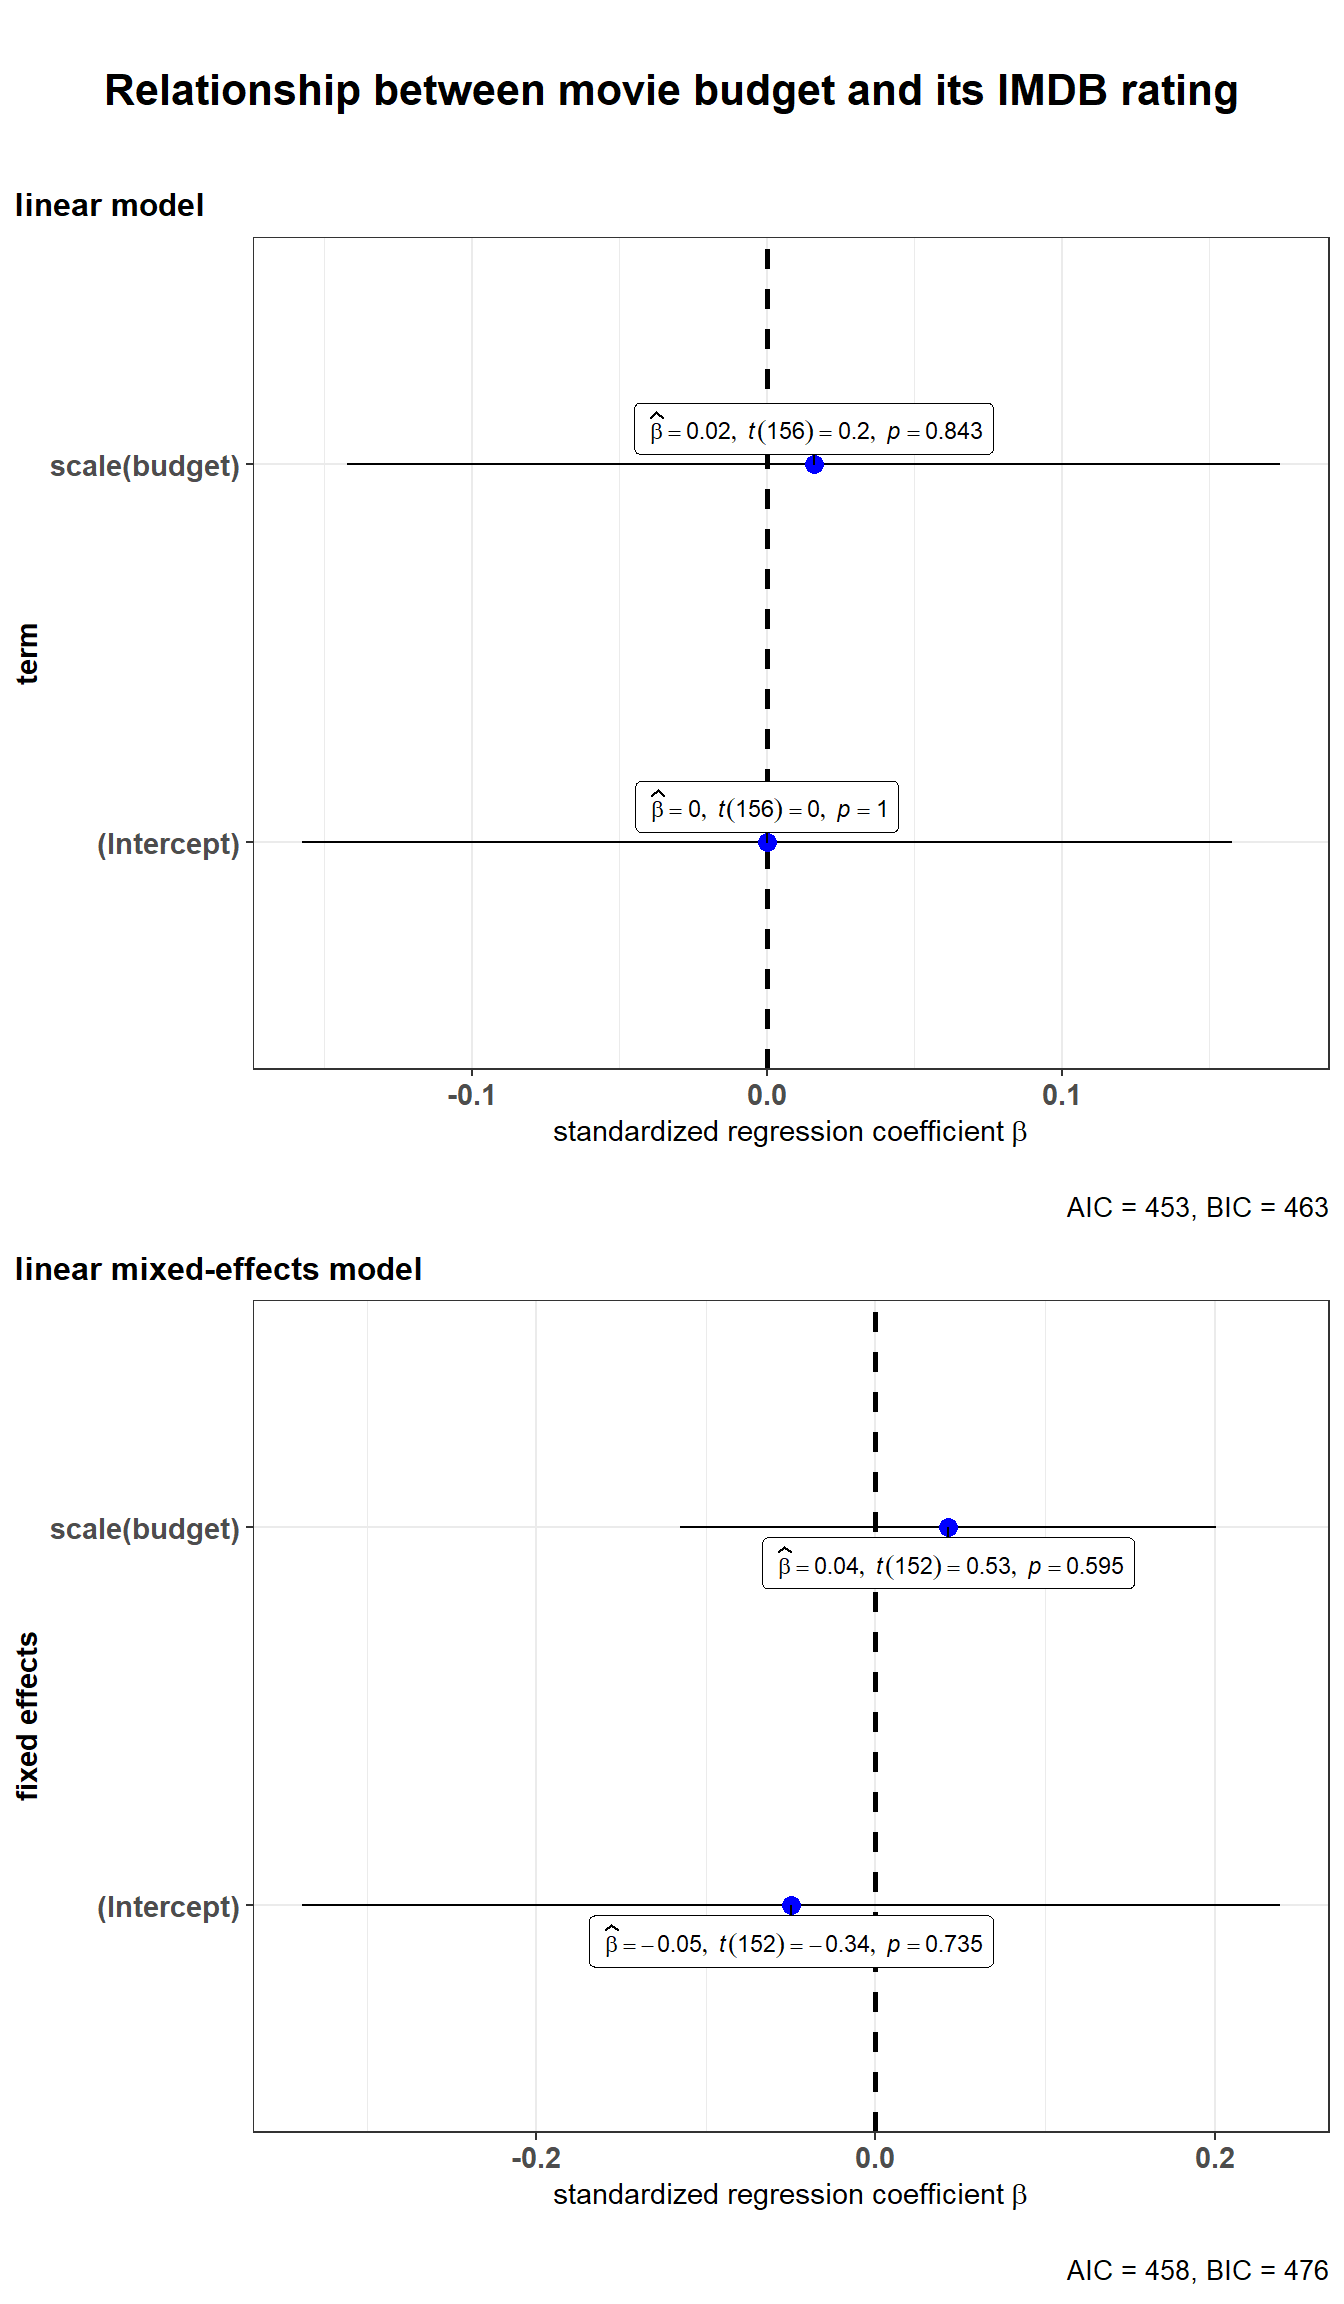 Relationship between movie budget and its IMDB rating
linear model
β̂ = 0.02, t(156) = 0.2, p = 0.843
scale(budget)
term
β̂ = 0, t(156) = 0, p = 1
(Intercept)
-0.1 0.0 0.1
standardized regression coefficient β
AIC = 453, BIC = 463
linear mixed-effects model
scale(budget)
β̂ = 0.04, t(152) = 0.53, p = 0.595
fixed effects
(Intercept)
β̂ = −0.05, t(152) = −0.34, p = 0.735
-0.2 0.0 0.2
standardized regression coefficient β
AIC = 458, BIC = 476